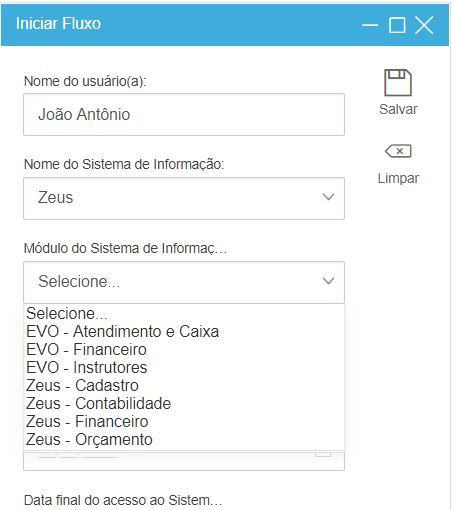 Iniciar Fluxo
Nome do usuário(a):
João Antônio
Salvar
Nome do Sistema de Informação:
Zeus
Limpar
Módulo do Sistema de Informaç...
Selecione...
Selecione...
EVO - Atendimento e Caixa
EVO - Financeiro
EVO - Instrutores
Zeus - Cadastro
Zeus - Contabilidade
Zeus - Financeiro
Zeus - Orçamento
Data final do acesso ao Sistem...